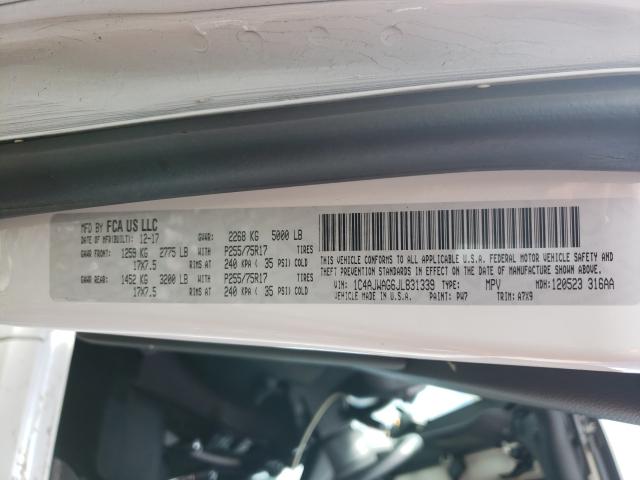 MFD BY FCA US LLC
DATE OF MFR(BUILT): 12-17 GVWR: 2268 KG 5000 LB
GAWR FRONT: 1259 KG 2775 LB WITH P255/75R17 TIRES
17X7.5 RIMS AT 240 KPA ( 35 PSI) COLD
GAWR REAR: 1452 KG 3200 LB WITH P255/75R17 TIRES
17X7.5 RIMS AT 240 KPA ( 35 PSI) COLD
THIS VEHICLE CONFORMS TO ALL APPLICABLE U.S.A. FEDERAL MOTOR VEHICLE SAFETY AND
THEFT PREVENTION STANDARDS IN EFFECT ON THE DATE OF MANUFACTURE SHOWN ABOVE.
VIN: 1C4AJWAG6JL831339 TYPE: MPV MDH: 120523 316AA
VEHICLE MADE IN U.S.A. PAINT: PW7 TRIM: A7X9